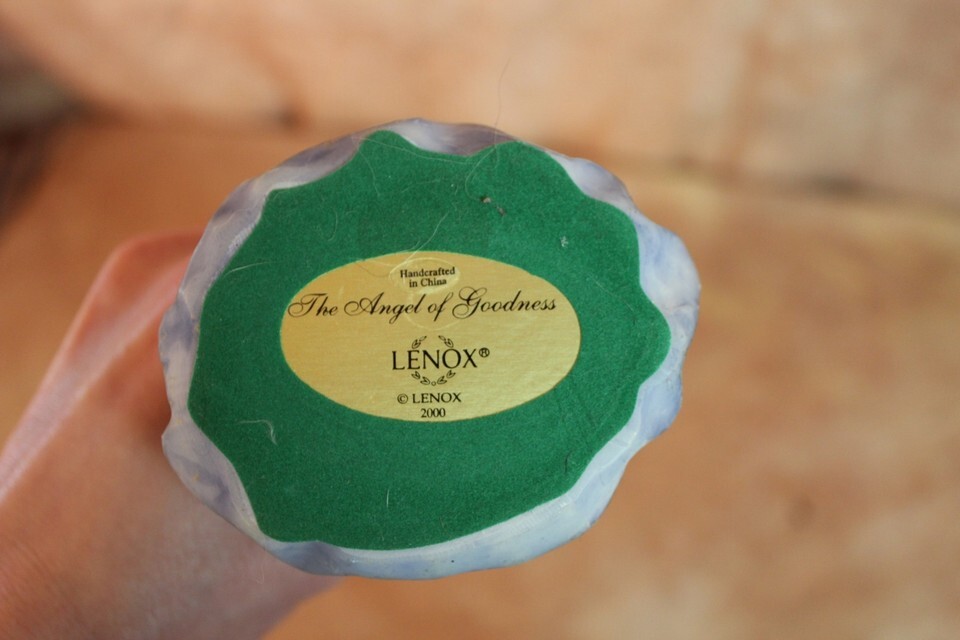 Handcrafted
in China
The Angel of Goodness
LENOX®
© LENOX
2000